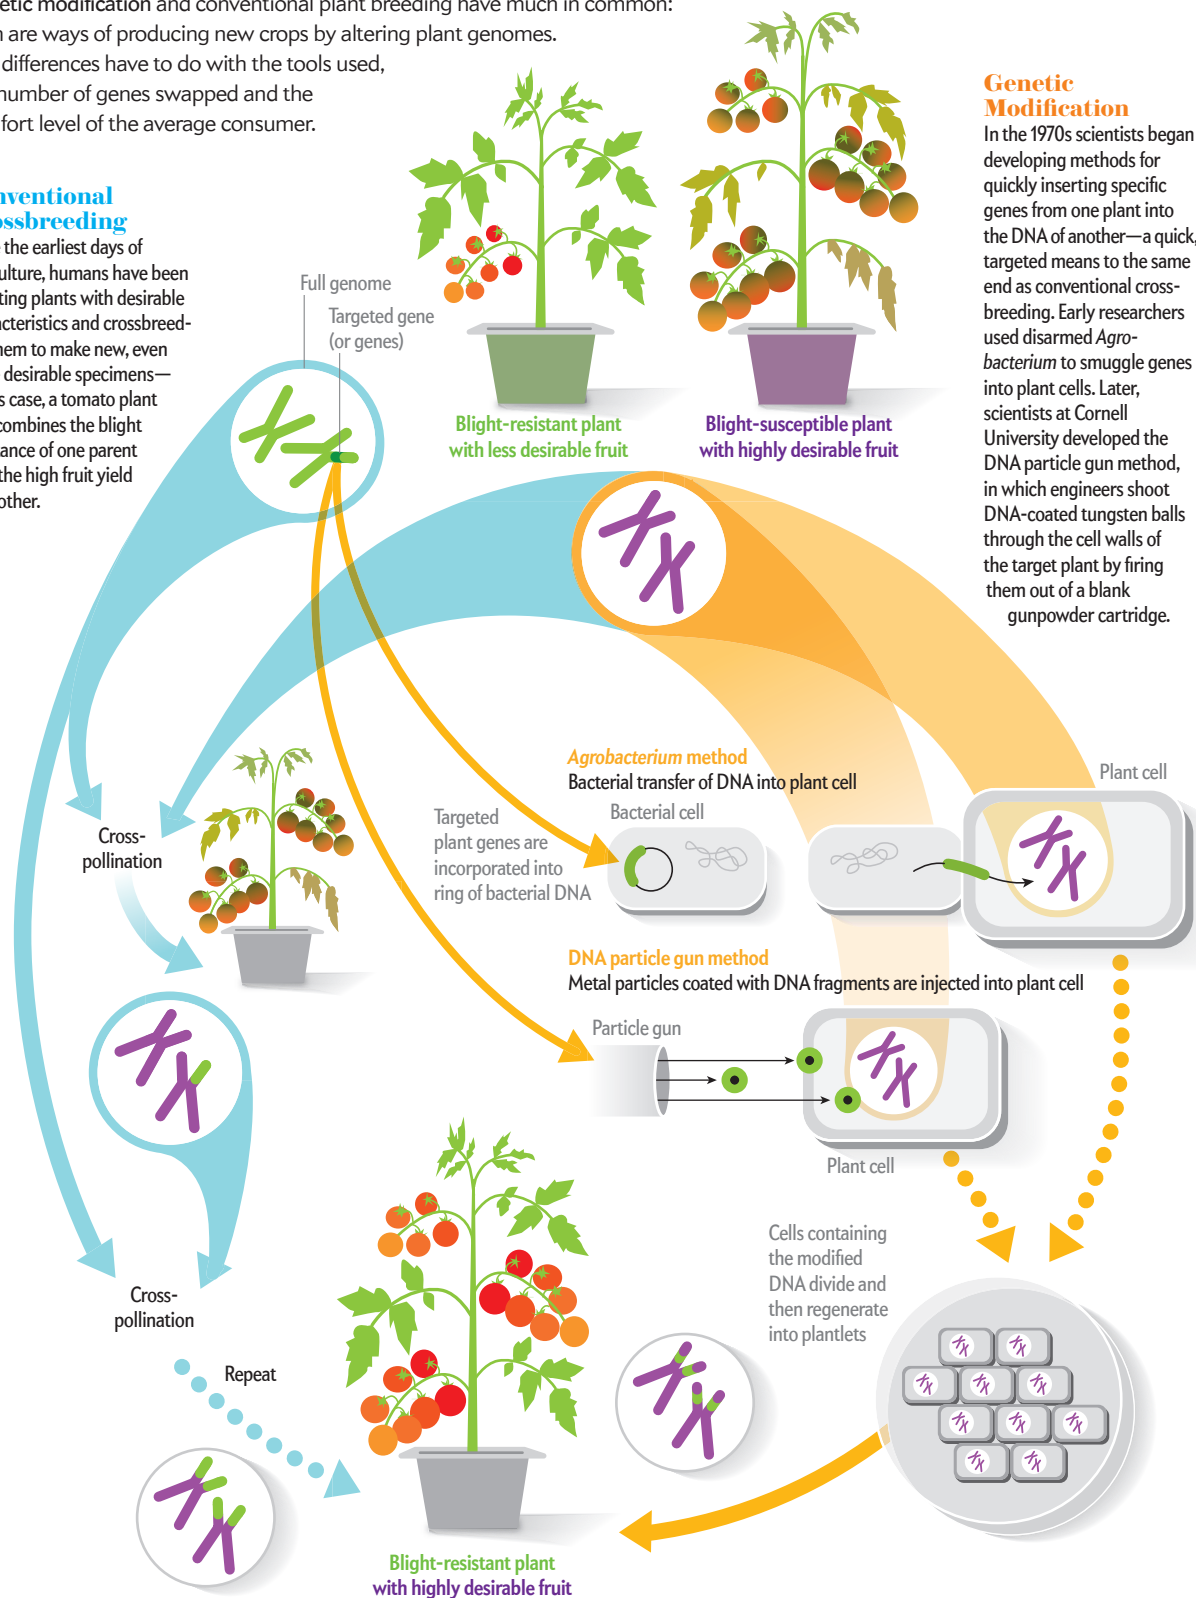 etic modification and conventional plant breeding have much in common:
are ways of producing new crops by altering plant genomes.
differences have to do with the tools used,
number of genes swapped and the
fort level of the average consumer.
nventional
ossbreeding
the earliest days of
culture, humans have been
ting plants with desirable
acteristics and crossbreed-
hem to make new, even
desirable specimens—
s case, a tomato plant
combines the blight
tance of one parent
the high fruit yield
other.
Genetic
Modification
In the 1970s scientists began
developing methods for
quickly inserting specific
genes from one plant into
the DNA of another—a quick,
targeted means to the same
end as conventional cross-
breeding. Early researchers
used disarmed Agro-
bacterium to smuggle genes
into plant cells. Later,
scientists at Cornell
University developed the
DNA particle gun method,
in which engineers shoot
DNA-coated tungsten balls
through the cell walls of
the target plant by firing
them out of a blank
gunpowder cartridge.
Full genome
Targeted gene
(or genes)
Blight-resistant plant
with less desirable fruit
Blight-susceptible plant
with highly desirable fruit
Agrobacterium method
Bacterial transfer of DNA into plant cell
Plant cell
Bacterial cell
Targeted
plant genes are
incorporated into
ring of bacterial DNA
Cross-
pollination
DNA particle gun method
Metal particles coated with DNA fragments are injected into plant cell
Particle gun
Plant cell
Cells containing
the modified
DNA divide and
then regenerate
into plantlets
Cross-
pollination
Repeat
Blight-resistant plant
with highly desirable fruit